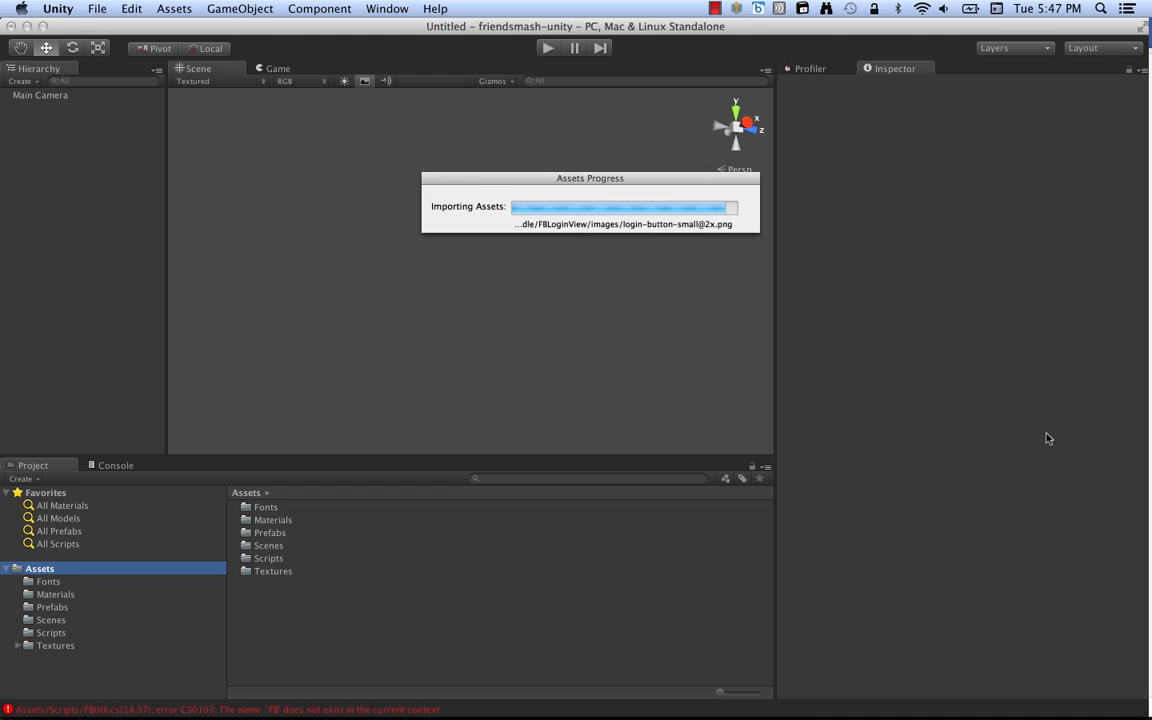 Unity File Edit Assets GameObject Component Window Help Tue 5:47 PM
Untitled - friendsmash-unity - PC, Mac & Linux Standalone
Pivot Local Layers Layout
Hierarchy Scene Game Profiler Inspector
Create All Textured RGB Gizmos All
Main Camera
y
x
z
Persp
Assets Progress
Importing Assets:
...dle/FBLoginView/images/login-button-small@2x.png
Project Console
Create
Favorites
All Materials
All Models
All Prefabs
All Scripts
Assets
Fonts
Materials
Prefabs
Scenes
Scripts
Textures
Assets
Fonts
Materials
Prefabs
Scenes
Scripts
Textures
Assets/Scripts/FBUtil.cs(14,37): error CS0103: The name `FB' does not exist in the current context